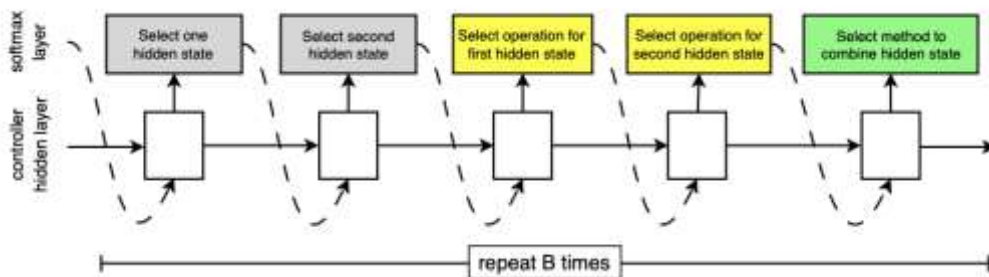 softmax
layer
controller
hidden layer
Select one
hidden state
Select second
hidden state
Select operation for
first hidden state
Select operation for
second hidden state
Select method to
combine hidden state
repeat B times